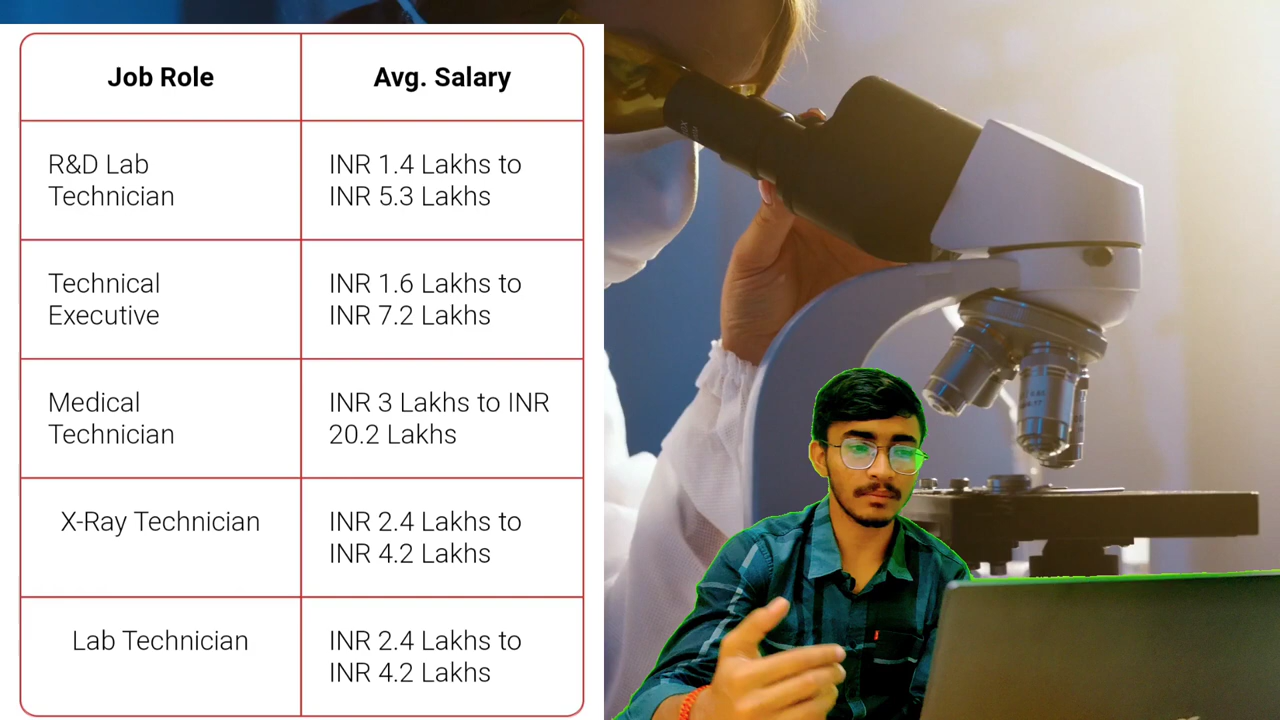 Job Role
Avg. Salary
R&D Lab
Technician
INR 1.4 Lakhs to
INR 5.3 Lakhs
Technical
Executive
INR 1.6 Lakhs to
INR 7.2 Lakhs
Medical
Technician
INR 3 Lakhs to INR
20.2 Lakhs
X-Ray Technician
INR 2.4 Lakhs to
INR 4.2 Lakhs
Lab Technician
INR 2.4 Lakhs to
INR 4.2 Lakhs